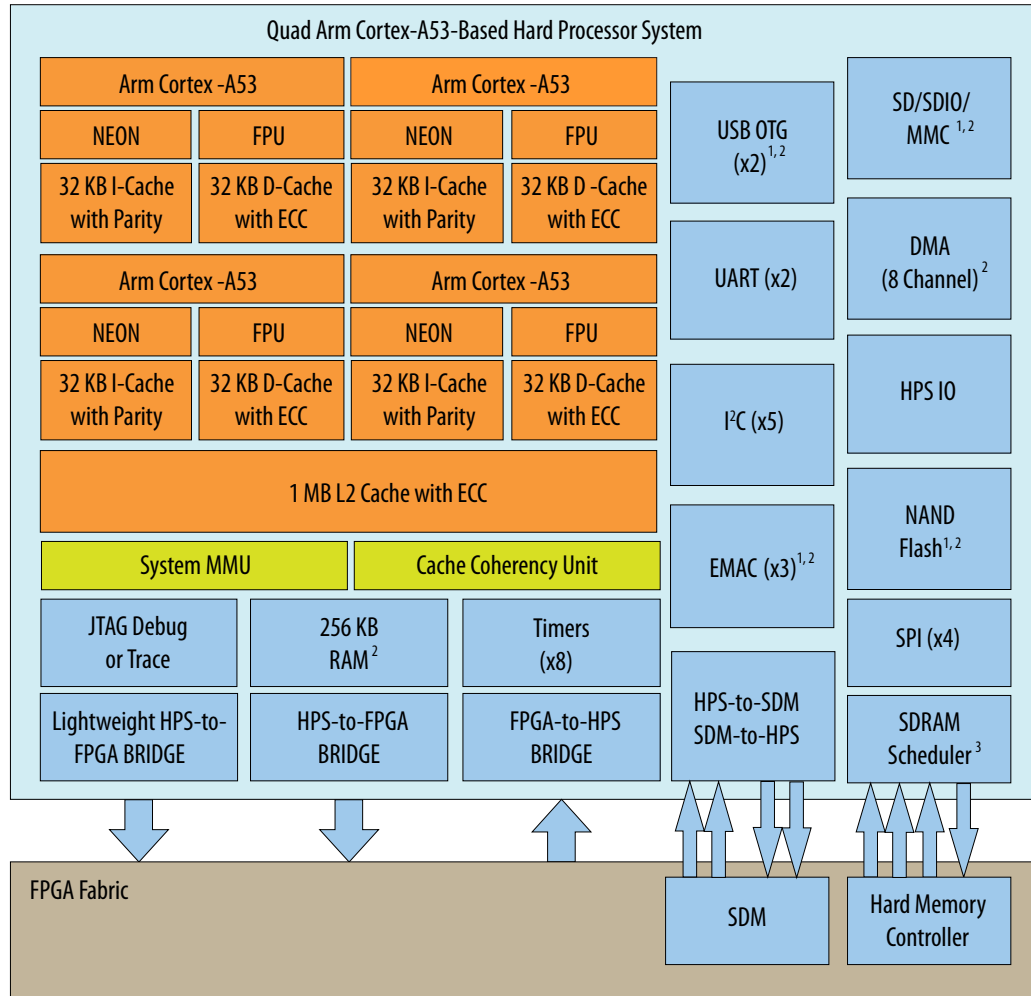 Quad Arm Cortex-A53-Based Hard Processor System
Arm Cortex -A53
NEON
FPU
32 KB I-Cache
with Parity
32 KB D-Cache
with ECC
Arm Cortex -A53
NEON
FPU
32 KB I-Cache
with Parity
32 KB D -Cache
with ECC
Arm Cortex -A53
NEON
FPU
32 KB I-Cache
with Parity
32 KB D-Cache
with ECC
Arm Cortex -A53
NEON
FPU
32 KB I-Cache
with Parity
32 KB D-Cache
with ECC
1 MB L2 Cache with ECC
System MMU
Cache Coherency Unit
JTAG Debug
or Trace
256 KB
RAM 2
Timers
(x8)
Lightweight HPS-to-
FPGA BRIDGE
HPS-to-FPGA
BRIDGE
FPGA-to-HPS
BRIDGE
USB OTG
(x2) 1, 2
UART (x2)
I2C (x5)
EMAC (x3) 1, 2
HPS-to-SDM
SDM-to-HPS
SD/SDIO/
MMC 1, 2
DMA
(8 Channel) 2
HPS IO
NAND
Flash 1, 2
SPI (x4)
SDRAM
Scheduler 3
FPGA Fabric
SDM
Hard Memory
Controller